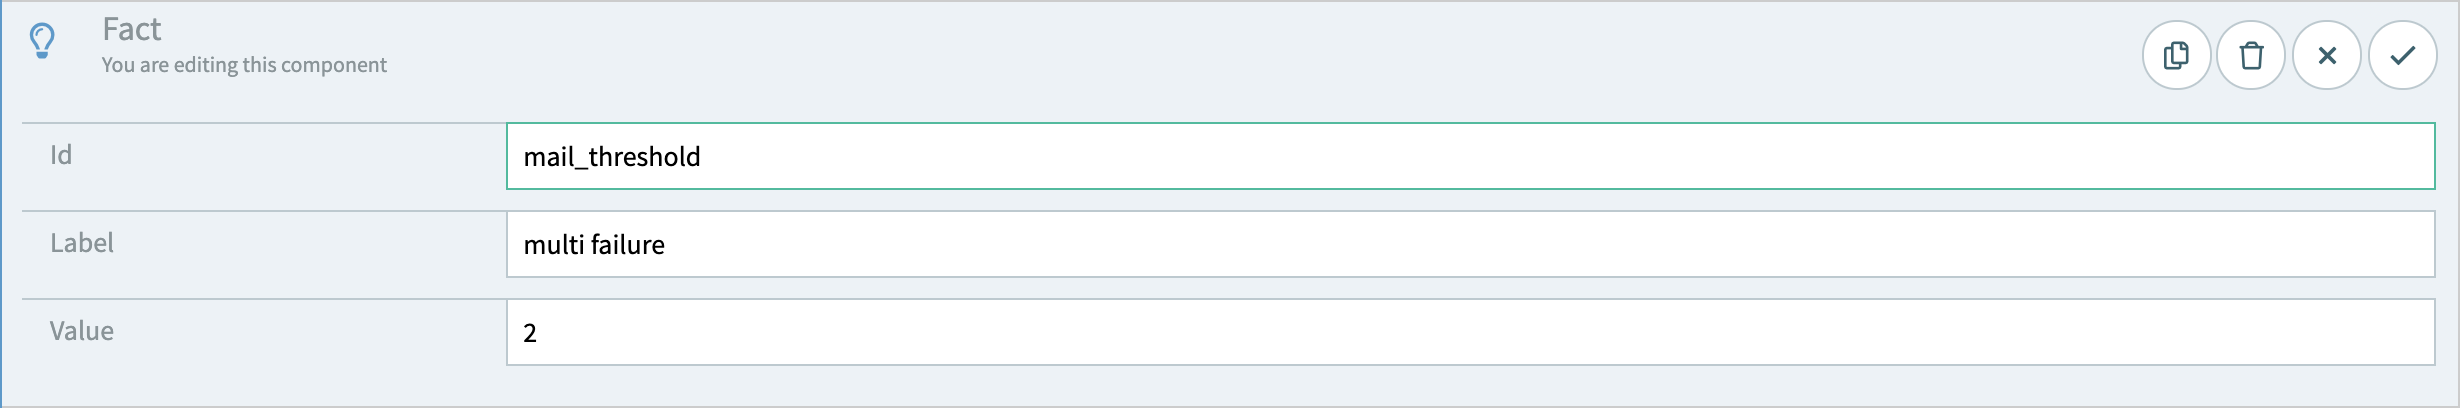 Fact
You are editing this component
Id
mail_threshold
Label
multi failure
Value
2